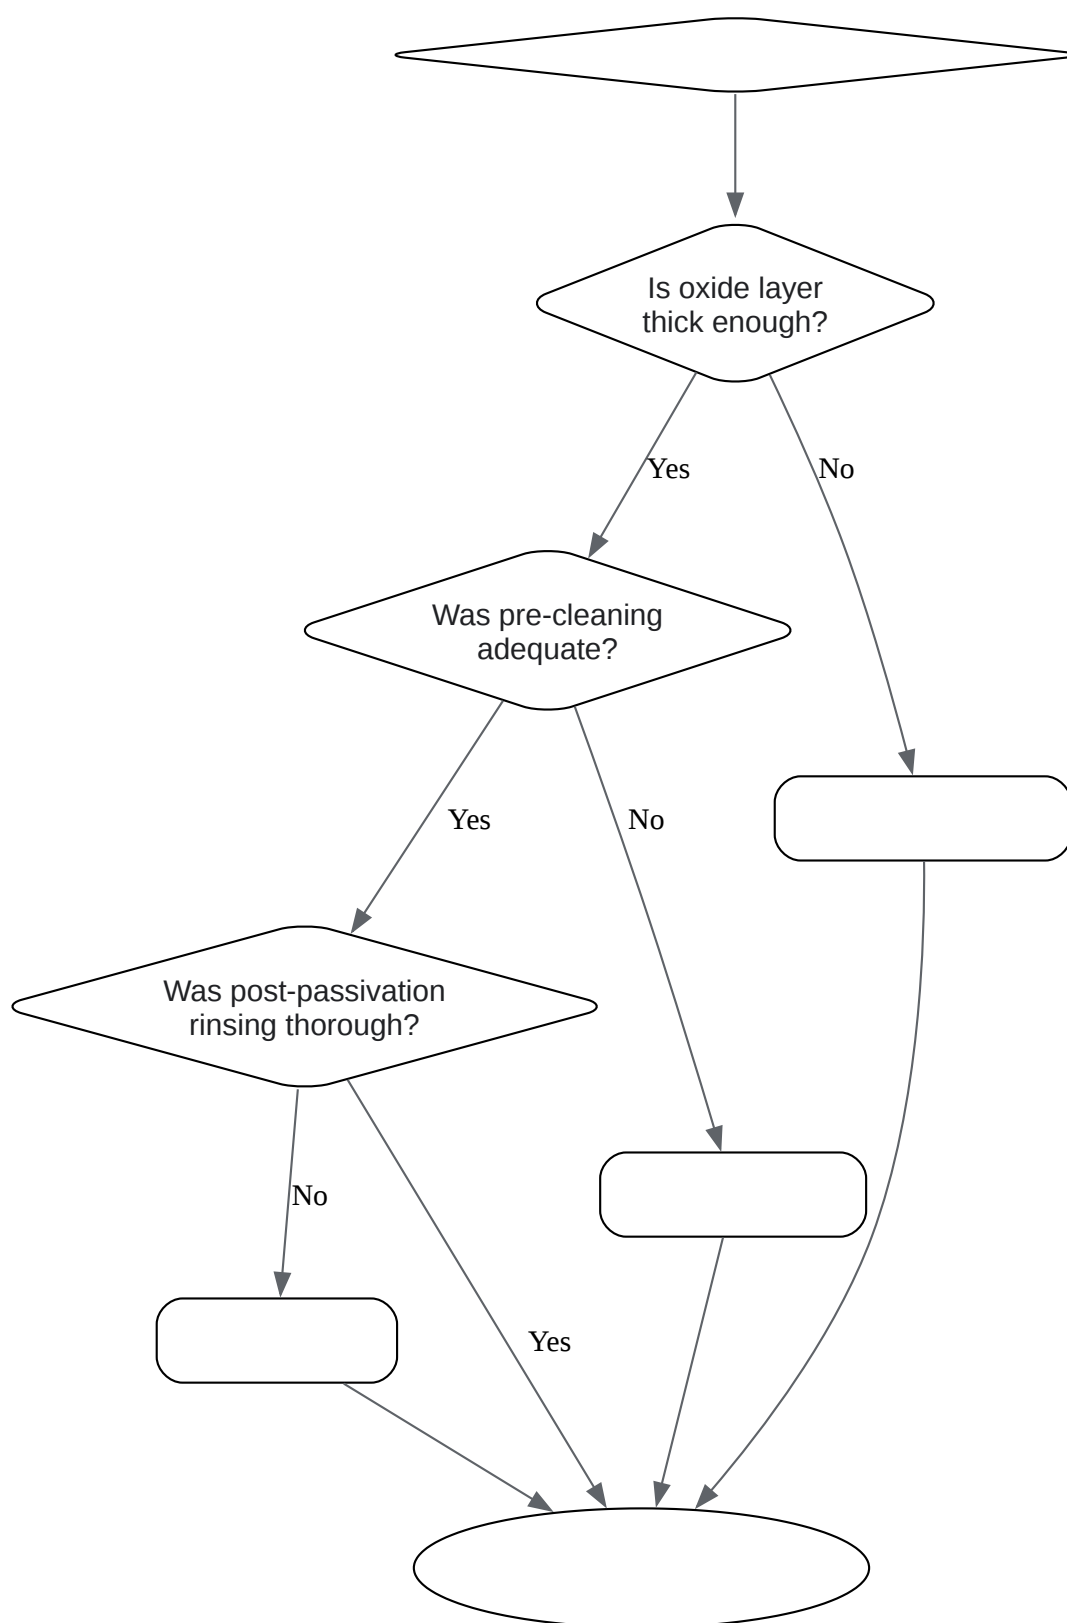 Is oxide layer
thick enough?
Yes
No
Was pre-cleaning
adequate?
Yes
No
Was post-passivation
rinsing thorough?
No
Yes